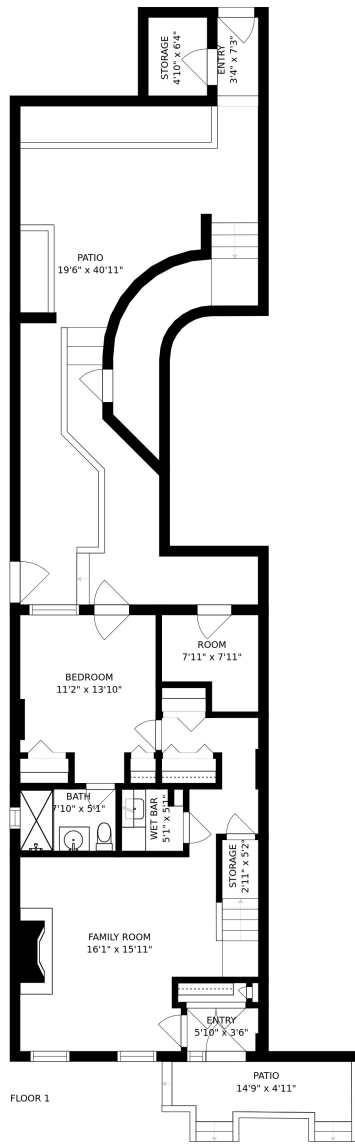 STORAGE
4'10" x 6'4"
ENTRY
3'4" x 7'3"
PATIO
19'6" x 40'11"
ROOM
7'11" x 7'11"
BEDROOM
11'2" x 13'10"
BATH
7'10" x 5'1"
WET BAR
5'1" x 5'1"
STORAGE
2'11" x 5'2"
FAMILY ROOM
16'1" x 15'11"
ENTRY
5'10" x 3'6"
PATIO
14'9" x 4'11"
FLOOR 1